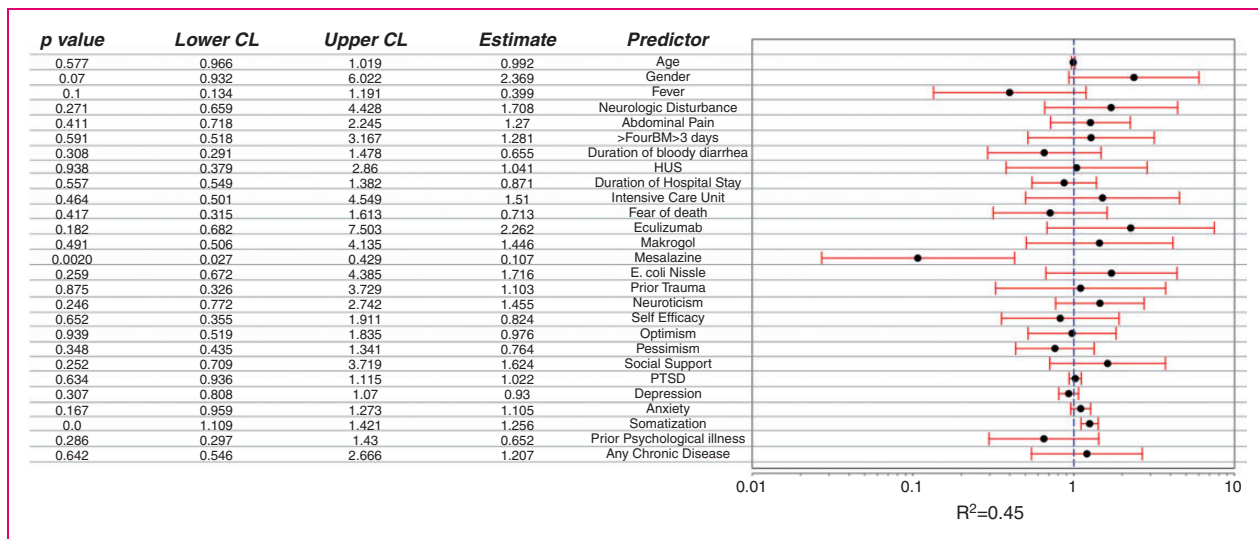 p value Lower CL Upper CL Estimate Predictor
0.577 0.966 1.019 0.992 Age
0.07 0.932 6.022 2.369 Gender
0.1 0.134 1.191 0.399 Fever
0.271 0.659 4.428 1.708 Neurologic Disturbance
0.411 0.718 2.245 1.27 Abdominal Pain
0.591 0.518 3.167 1.281 >FourBM>3 days
0.308 0.291 1.478 0.655 Duration of bloody diarrhea
0.938 0.379 2.86 1.041 HUS
0.557 0.549 1.382 0.871 Duration of Hospital Stay
0.464 0.501 4.549 1.51 Intensive Care Unit
0.417 0.315 1.613 0.713 Fear of death
0.182 0.682 7.503 2.262 Eculizumab
0.491 0.506 4.135 1.446 Makrogol
0.0020 0.027 0.429 0.107 Mesalazine
0.259 0.672 4.385 1.716 E. coli Nissle
0.875 0.326 3.729 1.103 Prior Trauma
0.246 0.772 2.742 1.455 Neuroticism
0.652 0.355 1.911 0.824 Self Efficacy
0.939 0.519 1.835 0.976 Optimism
0.348 0.435 1.341 0.764 Pessimism
0.252 0.709 3.719 1.624 Social Support
0.634 0.936 1.115 1.022 PTSD
0.307 0.808 1.07 0.93 Depression
0.167 0.959 1.273 1.105 Anxiety
0.0 1.109 1.421 1.256 Somatization
0.286 0.297 1.43 0.652 Prior Psychological illness
0.642 0.546 2.666 1.207 Any Chronic Disease
0.01 0.1 1 10
R²=0.45